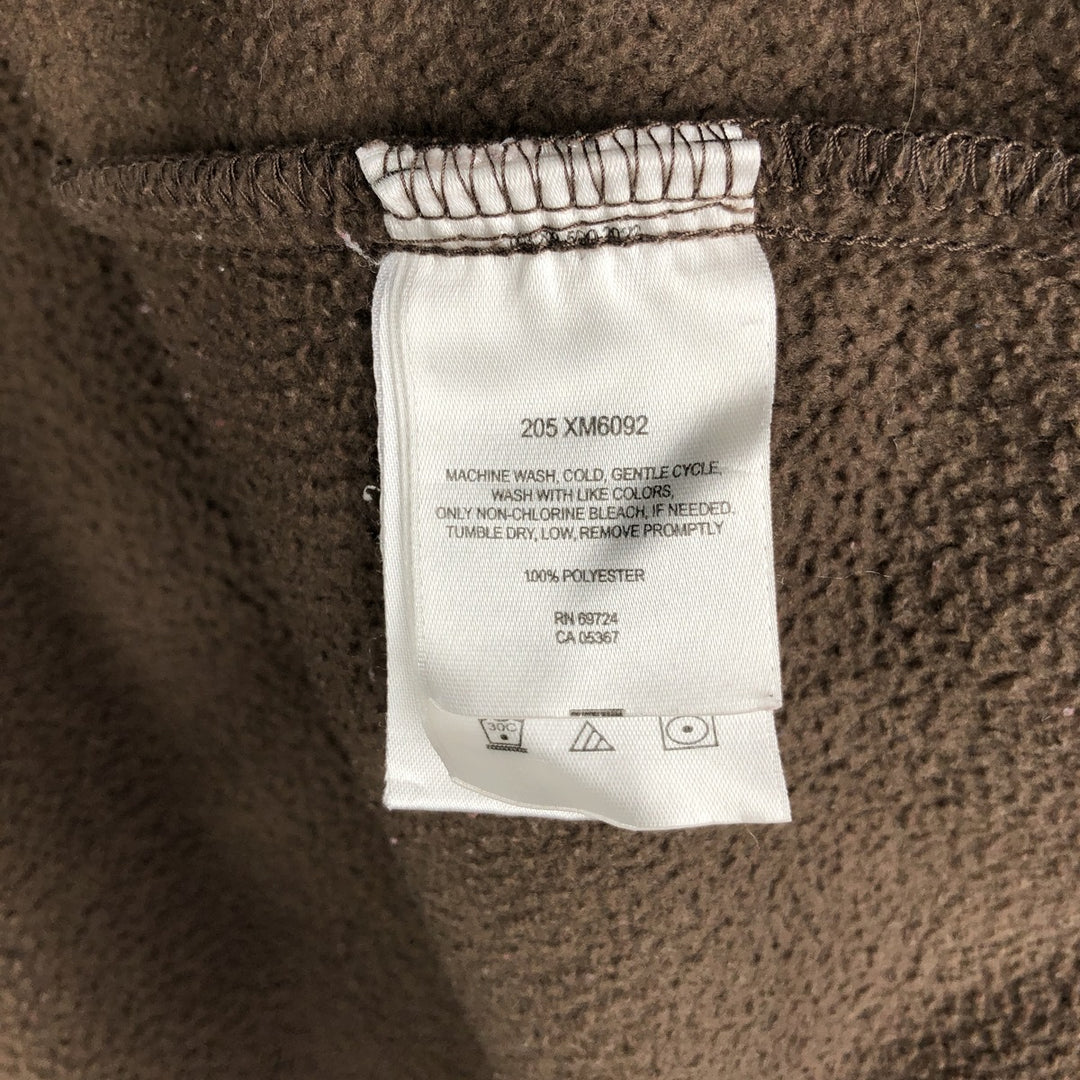 205 XM6092
MACHINE WASH, COLD, GENTLE CYCLE,
WASH WITH LIKE COLORS,
ONLY NON-CHLORINE BLEACH, IF NEEDED.
TUMBLE DRY, LOW, REMOVE PROMPTLY
100% POLYESTER
RN 69724
CA 05367
30C